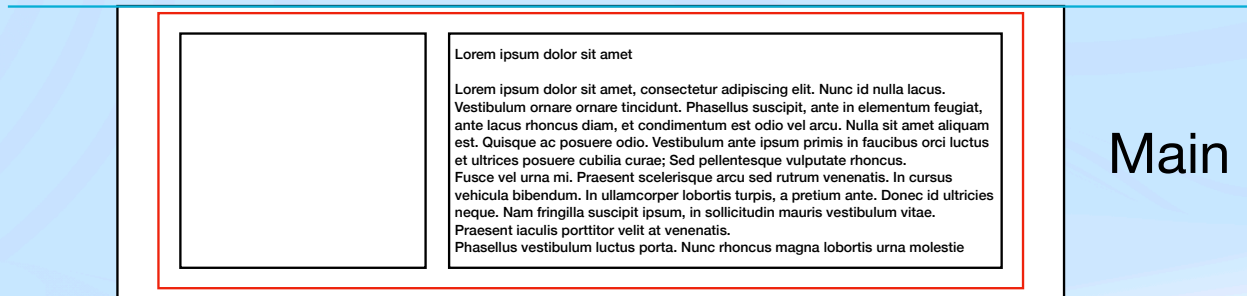 Lorem ipsum dolor sit amet
Lorem ipsum dolor sit amet, consectetur adipiscing elit. Nunc id nulla lacus.
Vestibulum ornare ornare tincidunt. Phasellus suscipit, ante in elementum feugiat,
ante lacus rhoncus diam, et condimentum est odio vel arcu. Nulla sit amet aliquam
est. Quisque ac posuere odio. Vestibulum ante ipsum primis in faucibus orci luctus
et ultrices posuere cubilia curae; Sed pellentesque vulputate rhoncus.
Fusce vel urna mi. Praesent scelerisque arcu sed rutrum venenatis. In cursus
vehicula bibendum. In ullamcorper lobortis turpis, a pretium ante. Donec id ultricies
neque. Nam fringilla suscipit ipsum, in sollicitudin mauris vestibulum vitae.
Praesent iaculis porttitor velit at venenatis.
Phasellus vestibulum luctus porta. Nunc rhoncus magna lobortis urna molestie
Main